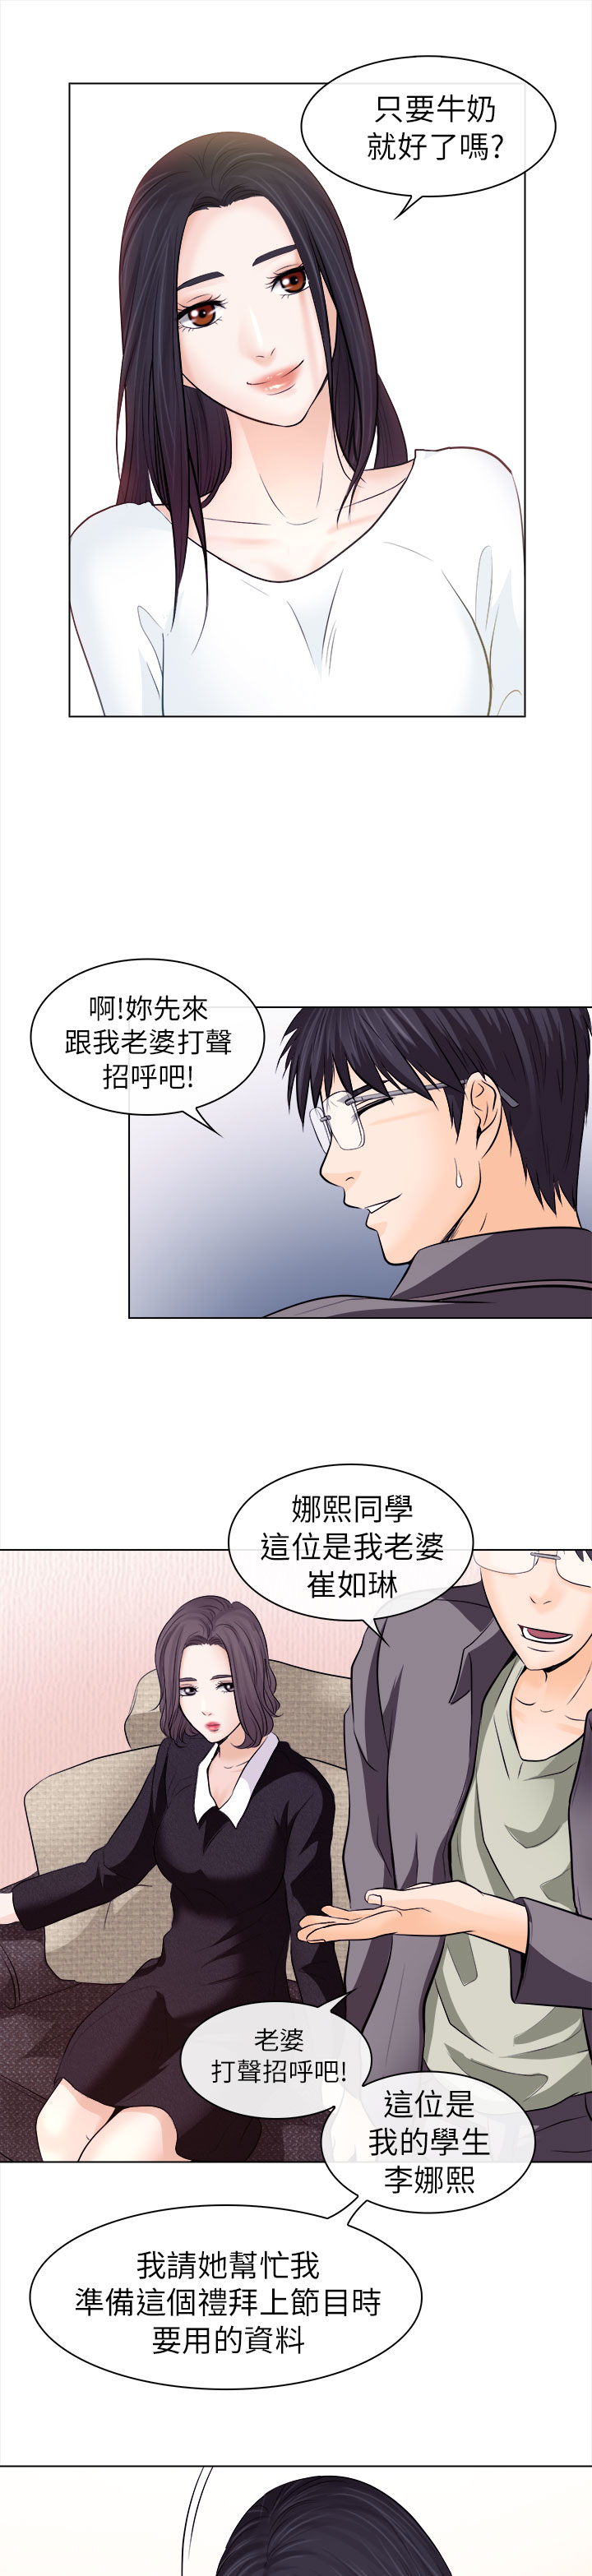 只要牛奶
就好了嗎?
啊!妳先來
跟我老婆打聲
招呼吧!
娜熙同學
這位是我老婆
崔如琳
老婆
打聲招呼吧!
這位是
我的學生
李娜熙
我請她幫忙我
準備這個禮拜上節目時
要用的資料